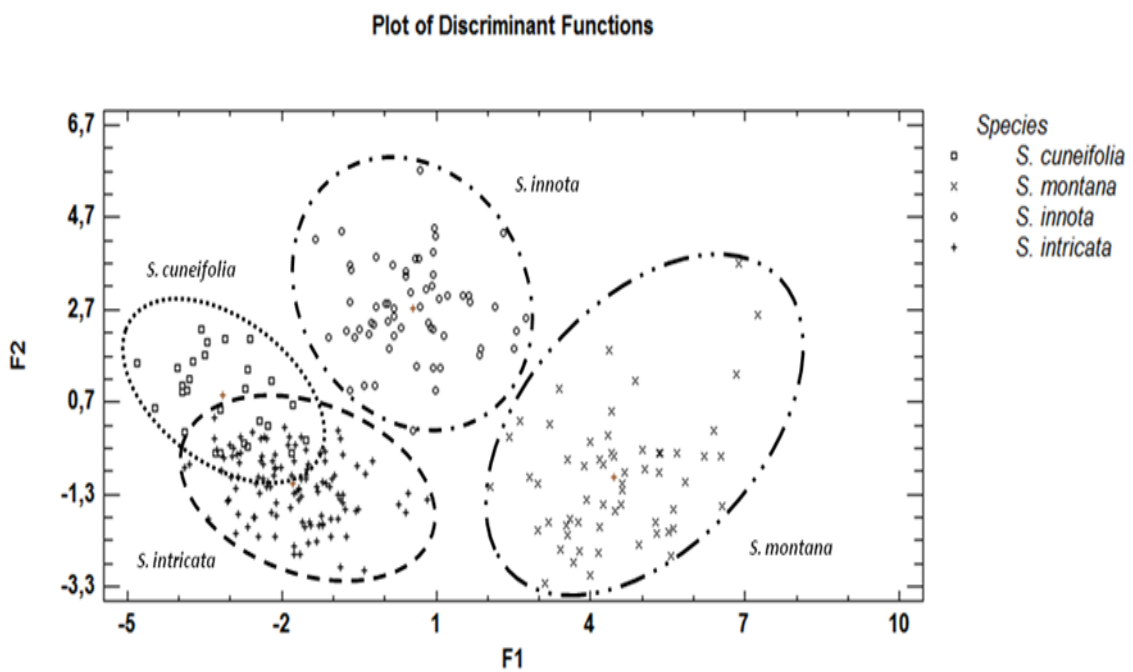 Plot of Discriminant Functions
6,7
4,7
2,7
0,7
-1,3
-3,3
F2
-5
-2
1
4
7
10
F1
S. innota
S. cuneifolia
S. intricata
S. montana
Species
S. cuneifolia
S. montana
S. innota
S. intricata